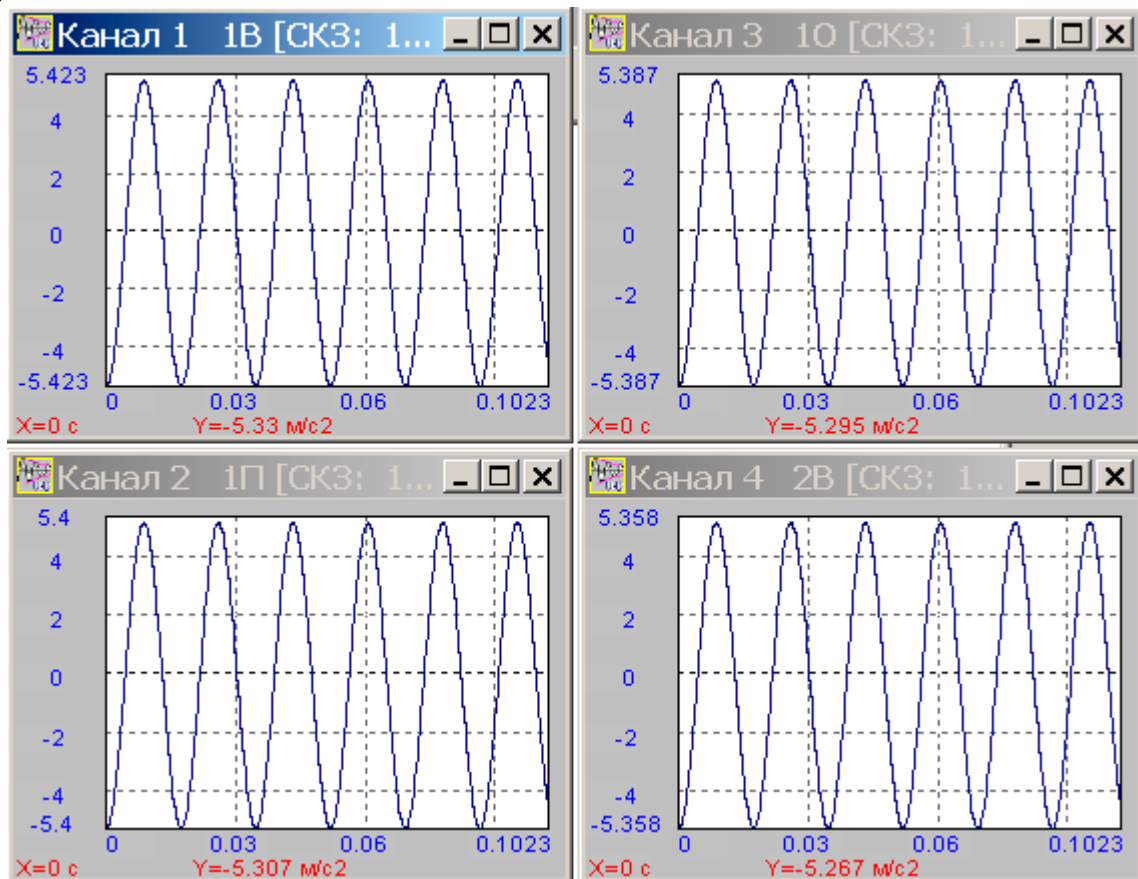 Канал 1 1В [СКЗ: 1...
5.423
4
2
0
-2
-4
-5.423
0 0.03 0.06 0.1023
X=0 c Y=-5.33 м/c2
Канал 3 1О [СКЗ: 1...
5.387
4
2
0
-2
-4
-5.387
0 0.03 0.06 0.1023
X=0 c Y=-5.295 м/c2
Канал 2 1П [СКЗ: 1...
5.4
4
2
0
-2
-4
-5.4
0 0.03 0.06 0.1023
X=0 c Y=-5.307 м/c2
Канал 4 2В [СКЗ: 1...
5.358
4
2
0
-2
-4
-5.358
0 0.03 0.06 0.1023
X=0 c Y=-5.267 м/c2